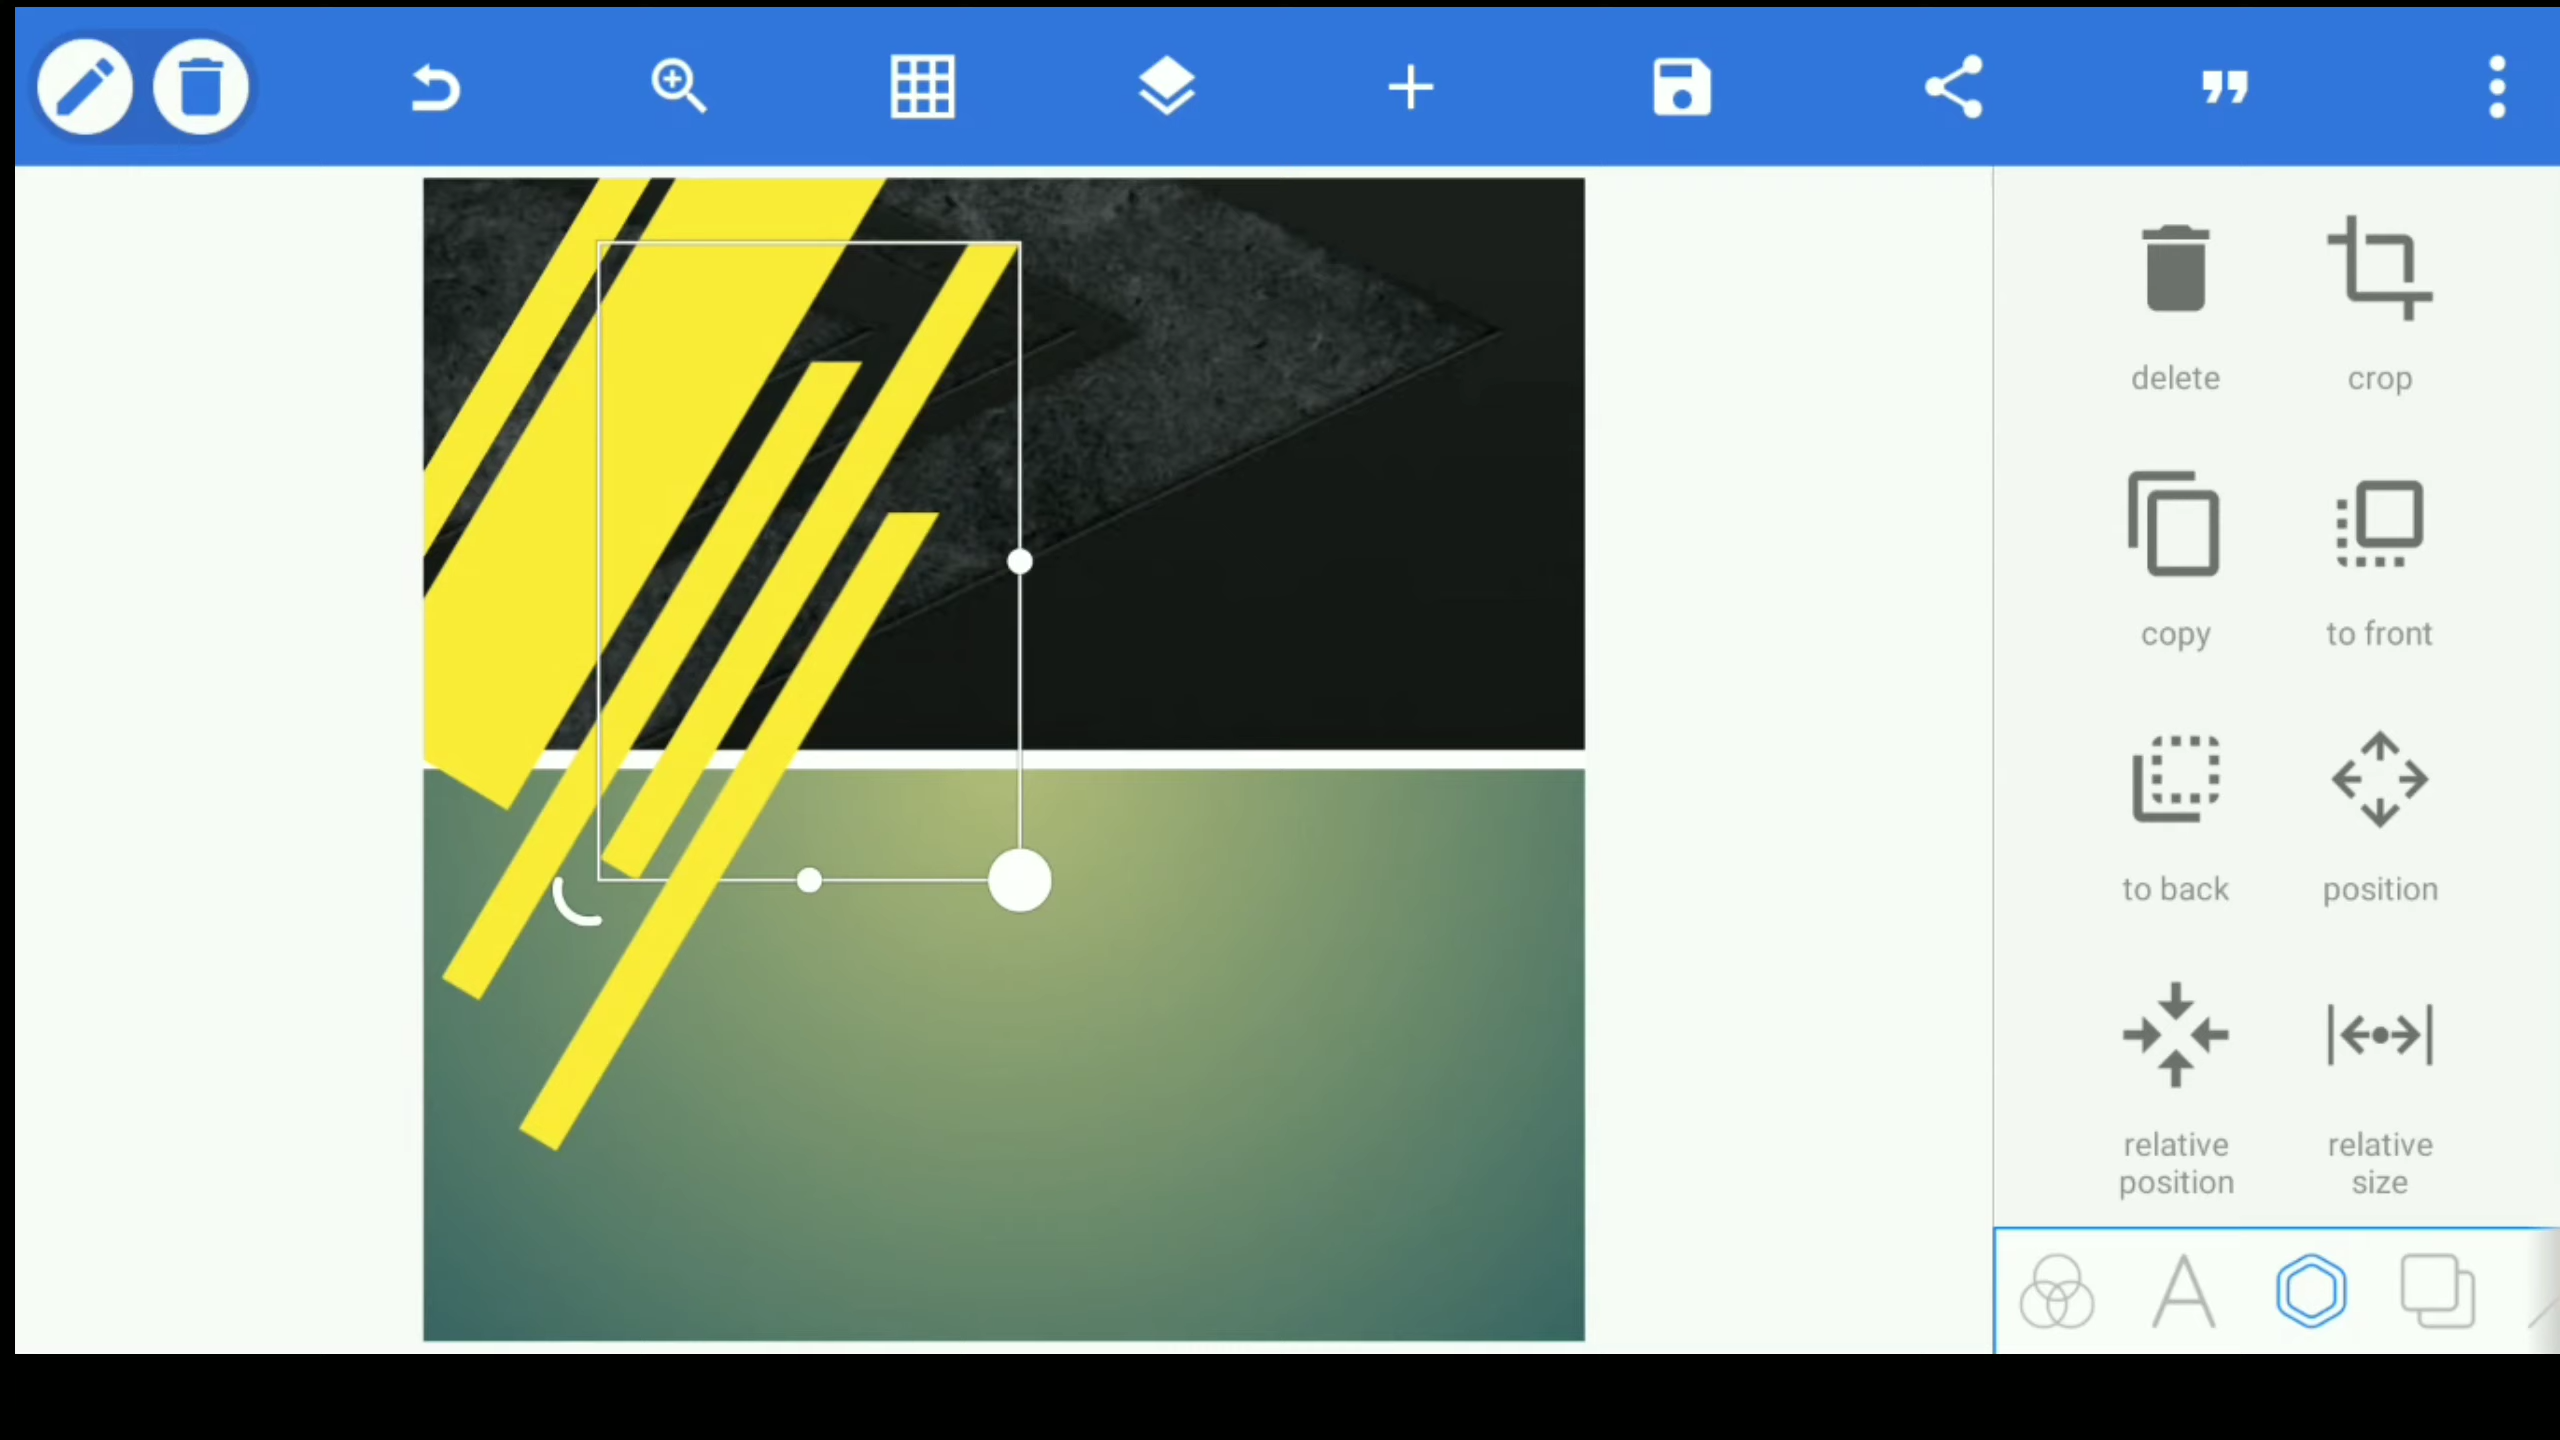 delete
crop
copy
to front
to back
position
relative
position
relative
size